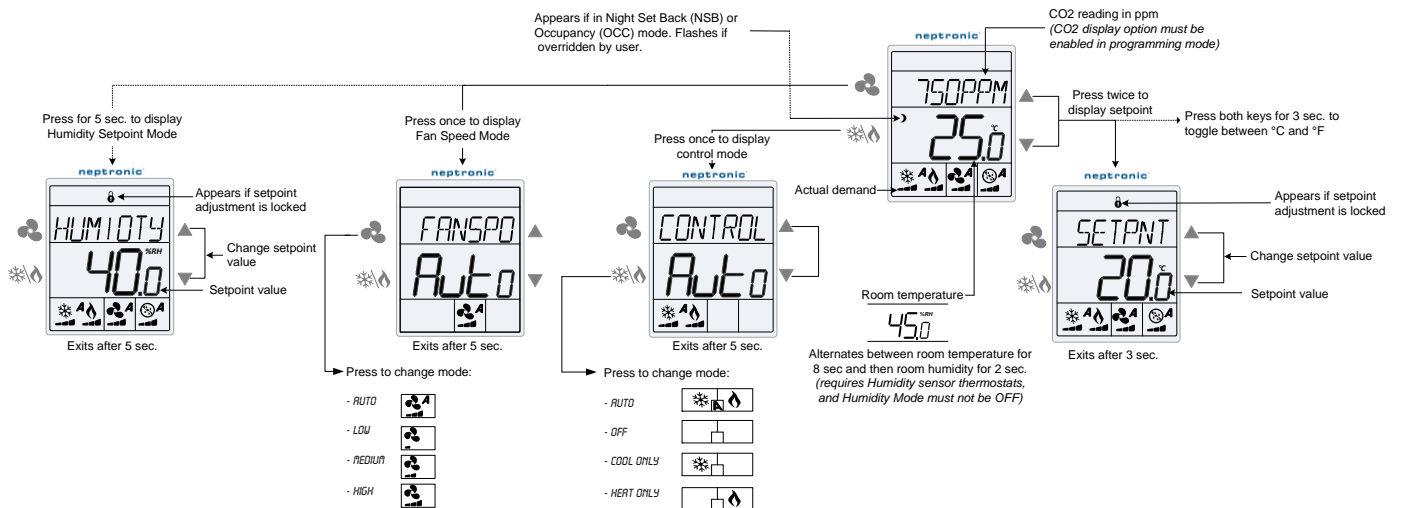 Appears if in Night Set Back (NSB) or
Occupancy (OCC) mode. Flashes if
overridden by user.
CO2 reading in ppm
(CO2 display option must be
enabled in programming mode)
neptronic
750PPM
25.0
°C
A
A
A
Actual demand
Press twice to
display setpoint
Press both keys for 3 sec. to
toggle between °C and °F
Press for 5 sec. to display
Humidity Setpoint Mode
Press once to display
Fan Speed Mode
Press once to display
control mode
neptronic
Appears if setpoint
adjustment is locked
HUMIDTY
40.0
%RH
A
A
A
Change setpoint
value
Setpoint value
Exits after 5 sec.
neptronic
FANSPD
Auto
A
Exits after 5 sec.
Press to change mode:
- AUTO
A
- LOW
- MEDIUM
- HIGH
neptronic
CONTROL
Auto
A
Exits after 5 sec.
Press to change mode:
- AUTO
A
- OFF
- COOL ONLY
- HEAT ONLY
Room temperature
45.0
%RH
Alternates between room temperature for
8 sec and then room humidity for 2 sec.
(requires Humidity sensor thermostats,
and Humidity Mode must not be OFF)
neptronic
Appears if setpoint
adjustment is locked
SETPNT
20.0
°C
A
A
A
Change setpoint value
Setpoint value
Exits after 3 sec.